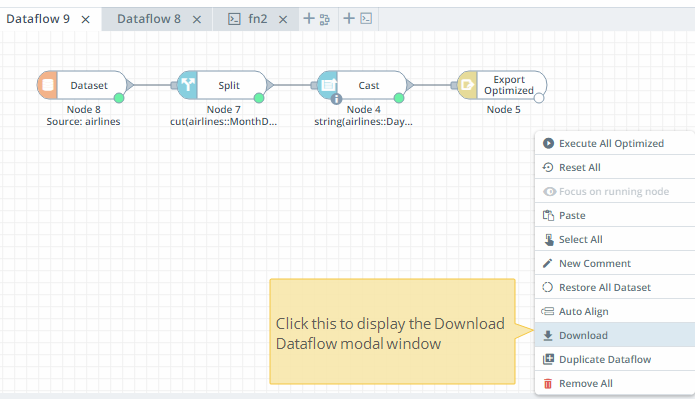 Dataflow 9 Dataflow 8 fn2
Dataset Split Cast Export
Optimized
Node 8 Node 7 Node 4 Node 5
Source: airlines cut(airlines::MonthD... string(airlines::Day...
Execute All Optimized
Reset All
Focus on running node
Paste
Select All
New Comment
Restore All Dataset
Auto Align
Download
Duplicate Dataflow
Remove All
Click this to display the Download
Dataflow modal window